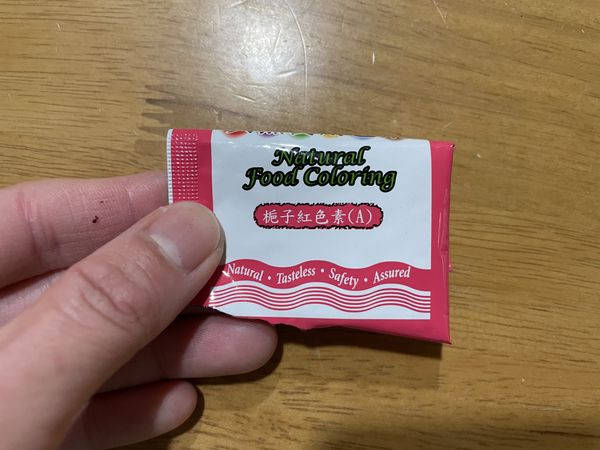 Natural
Food Coloring
梔子紅色素(A)
Natural • Tasteless • Safety • Assured